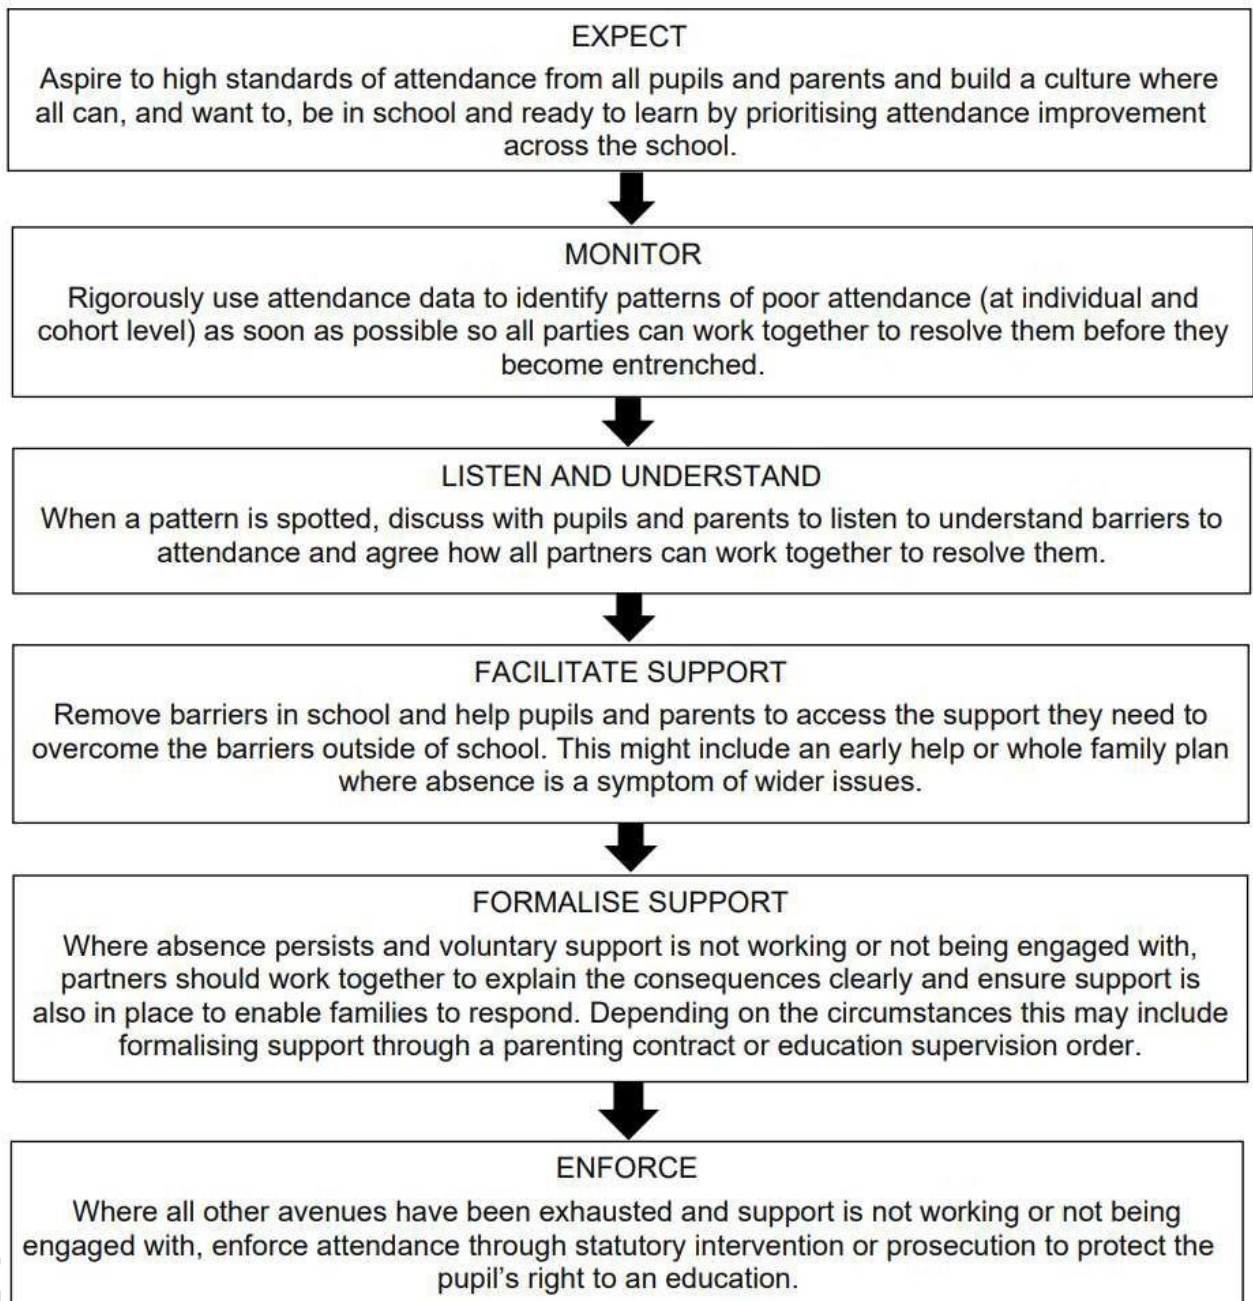 EXPECT
Aspire to high standards of attendance from all pupils and parents and build a culture where
all can, and want to, be in school and ready to learn by prioritising attendance improvement
across the school.
MONITOR
Rigorously use attendance data to identify patterns of poor attendance (at individual and
cohort level) as soon as possible so all parties can work together to resolve them before they
become entrenched.
LISTEN AND UNDERSTAND
When a pattern is spotted, discuss with pupils and parents to listen to understand barriers to
attendance and agree how all partners can work together to resolve them.
FACILITATE SUPPORT
Remove barriers in school and help pupils and parents to access the support they need to
overcome the barriers outside of school. This might include an early help or whole family plan
where absence is a symptom of wider issues.
FORMALISE SUPPORT
Where absence persists and voluntary support is not working or not being engaged with,
partners should work together to explain the consequences clearly and ensure support is
also in place to enable families to respond. Depending on the circumstances this may include
formalising support through a parenting contract or education supervision order.
ENFORCE
Where all other avenues have been exhausted and support is not working or not being
engaged with, enforce attendance through statutory intervention or prosecution to protect the
pupil's right to an education.